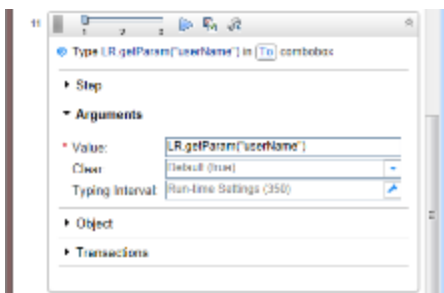 11
1 2 3
Type LR.getParam("userName") in To combobox
Step
Arguments
* Value: LR.getParam("userName")
Clear Default (true)
Typing Interval: Run-time Settings (350)
Object
Transactions